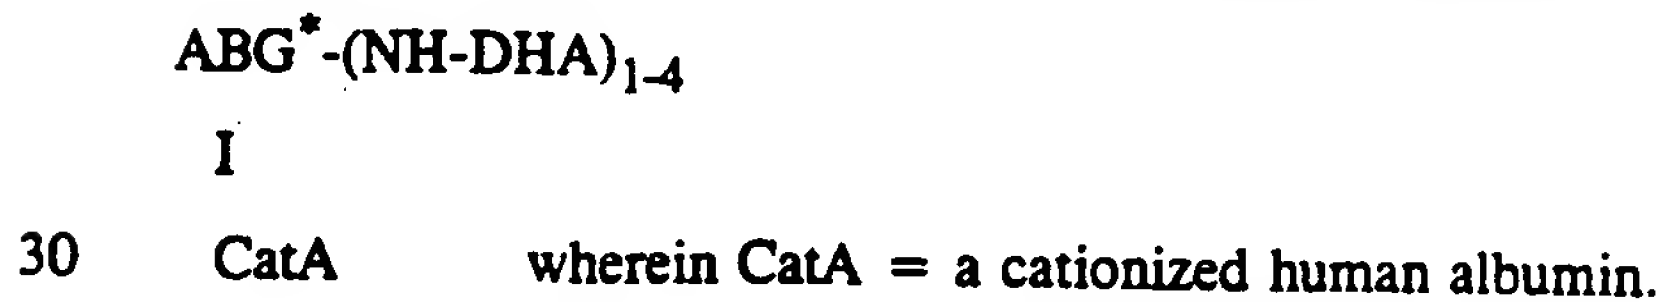 ABG*-(NH-DHA)1-4
I
30 CatA wherein CatA = a cationized human albumin.